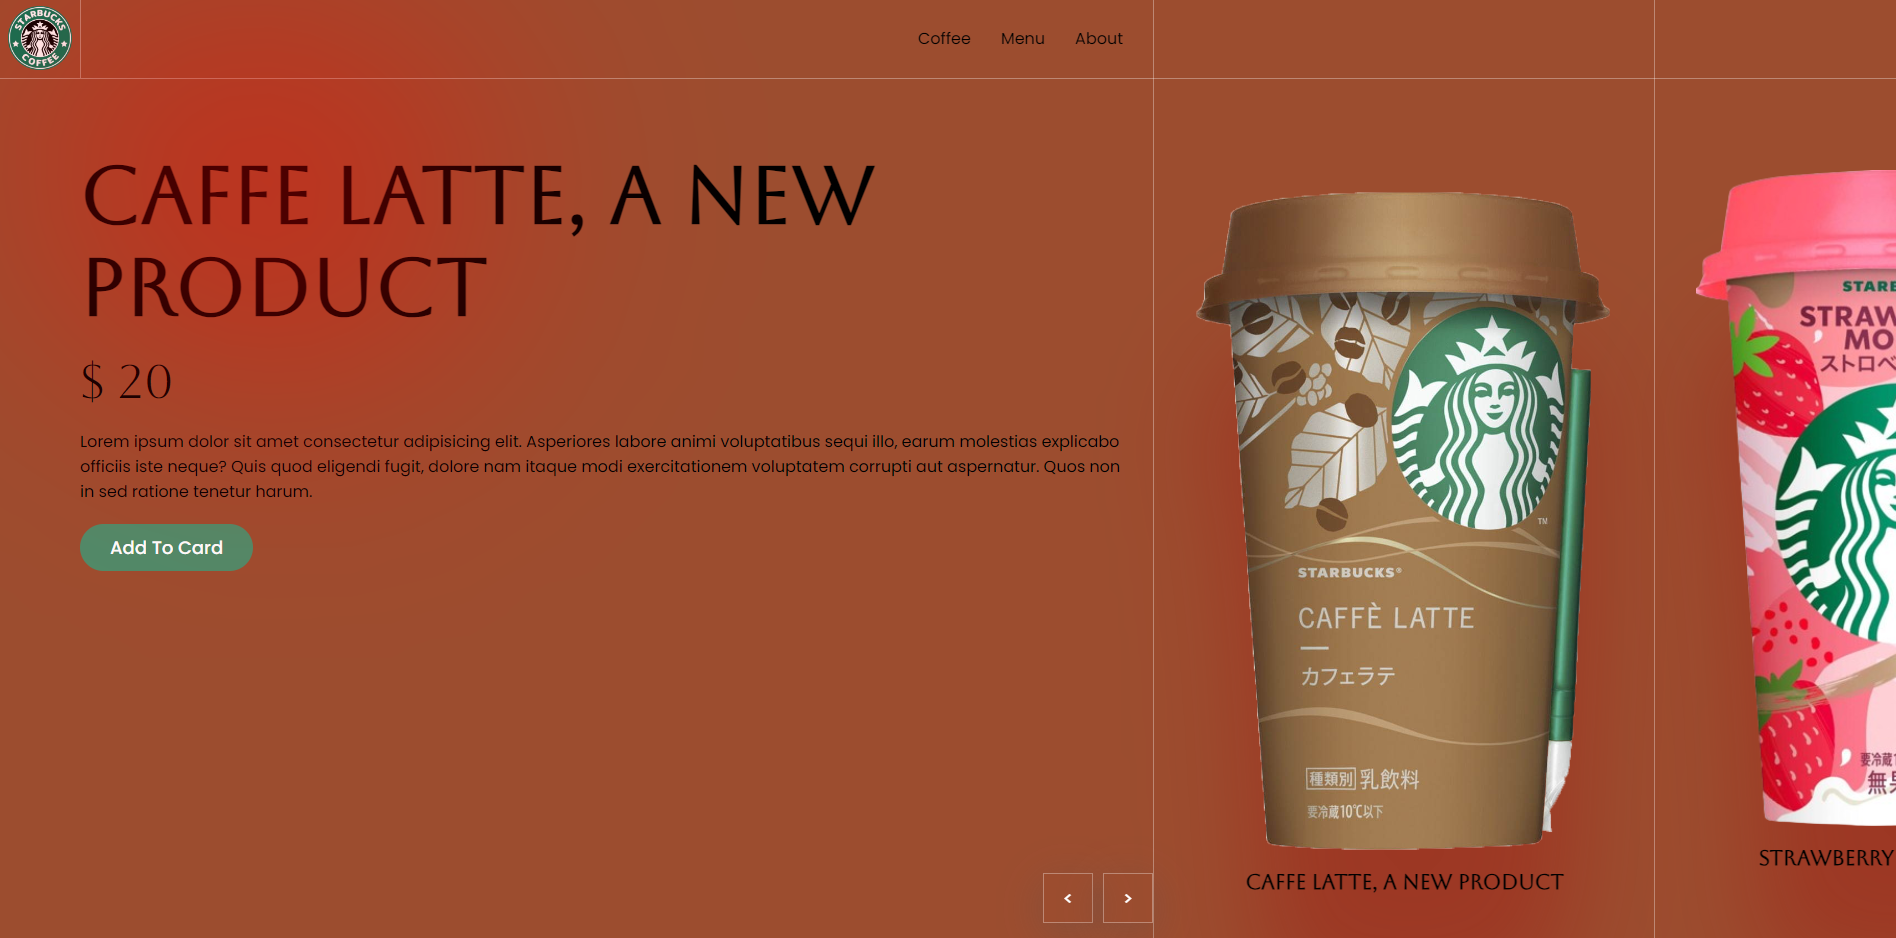 STARBUCKS
COFFEE
Coffee
Menu
About
CAFFE LATTE, A NEW
PRODUCT
$ 20
Lorem ipsum dolor sit amet consectetur adipisicing elit. Asperiores labore animi voluptatibus sequi illo, earum molestias explicabo
officiis iste neque? Quis quod eligendi fugit, dolore nam itaque modi exercitationem voluptatem corrupti aut aspernatur. Quos non
in sed ratione tenetur harum.
Add To Card
<
>
TM
STARBUCKS®
CAFFÈ LATTE
カフェラテ
種類別 乳飲料
要冷蔵10℃以下
CAFFE LATTE, A NEW PRODUCT
STARB
STRAW
MO
ストロベ
要冷蔵1
無果
STRAWBERRY